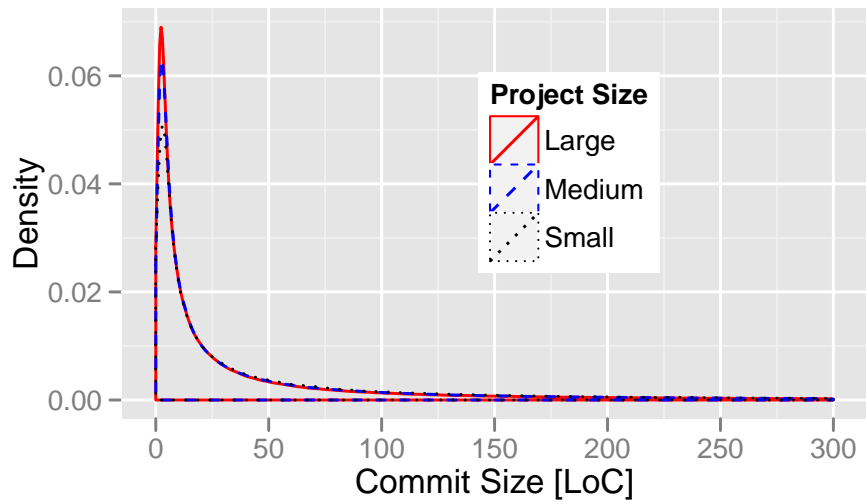 Density
0.06
0.04
0.02
0.00
Project Size
Large
Medium
Small
0 50 100 150 200 250 300
Commit Size [LoC]